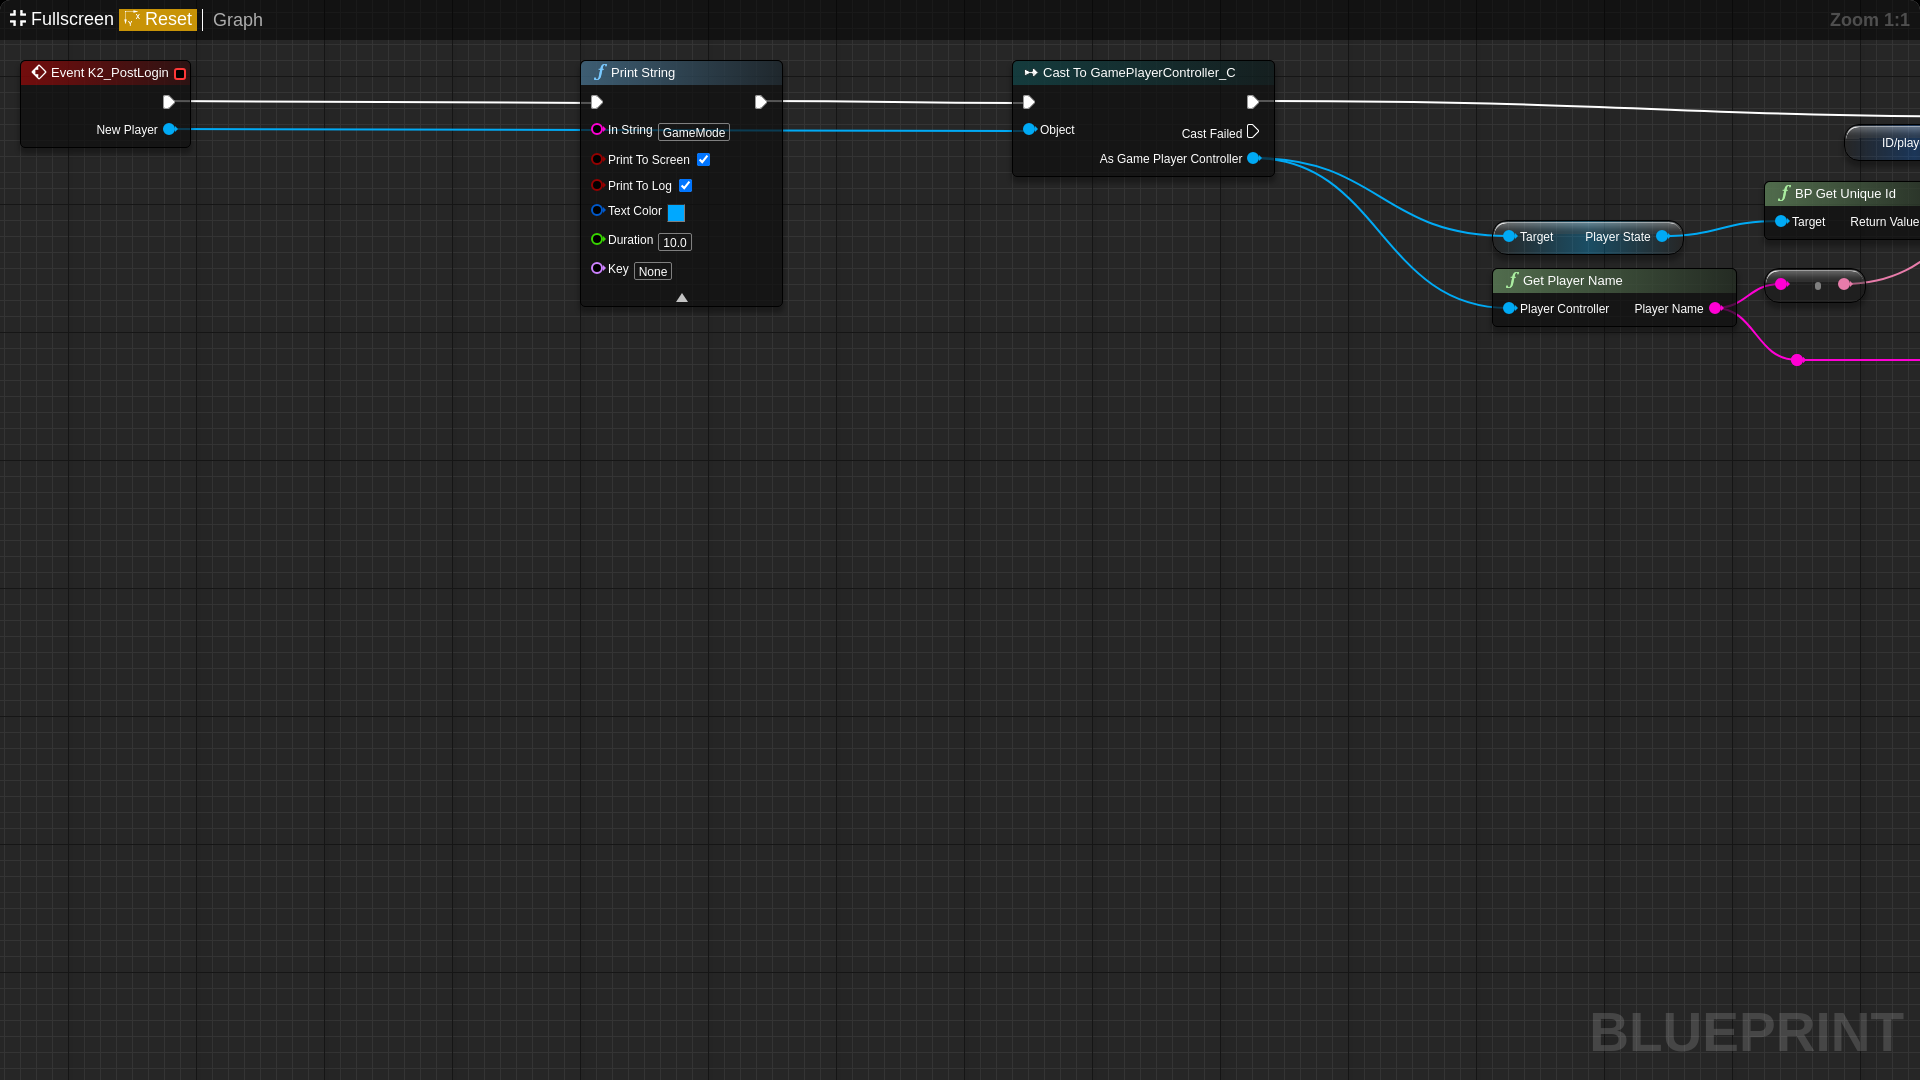 Fullscreen Reset Graph Zoom 1:1
Event K2_PostLogin
New Player
Print String
In String GameMode
Print To Screen
Print To Log
Text Color
Duration 10.0
Key None
Cast To GamePlayerController_C
Object
Cast Failed
As Game Player Controller
Target Player State
Get Player Name
Player Controller Player Name
ID/playe
BP Get Unique Id
Target Return Value
BLUEPRINT